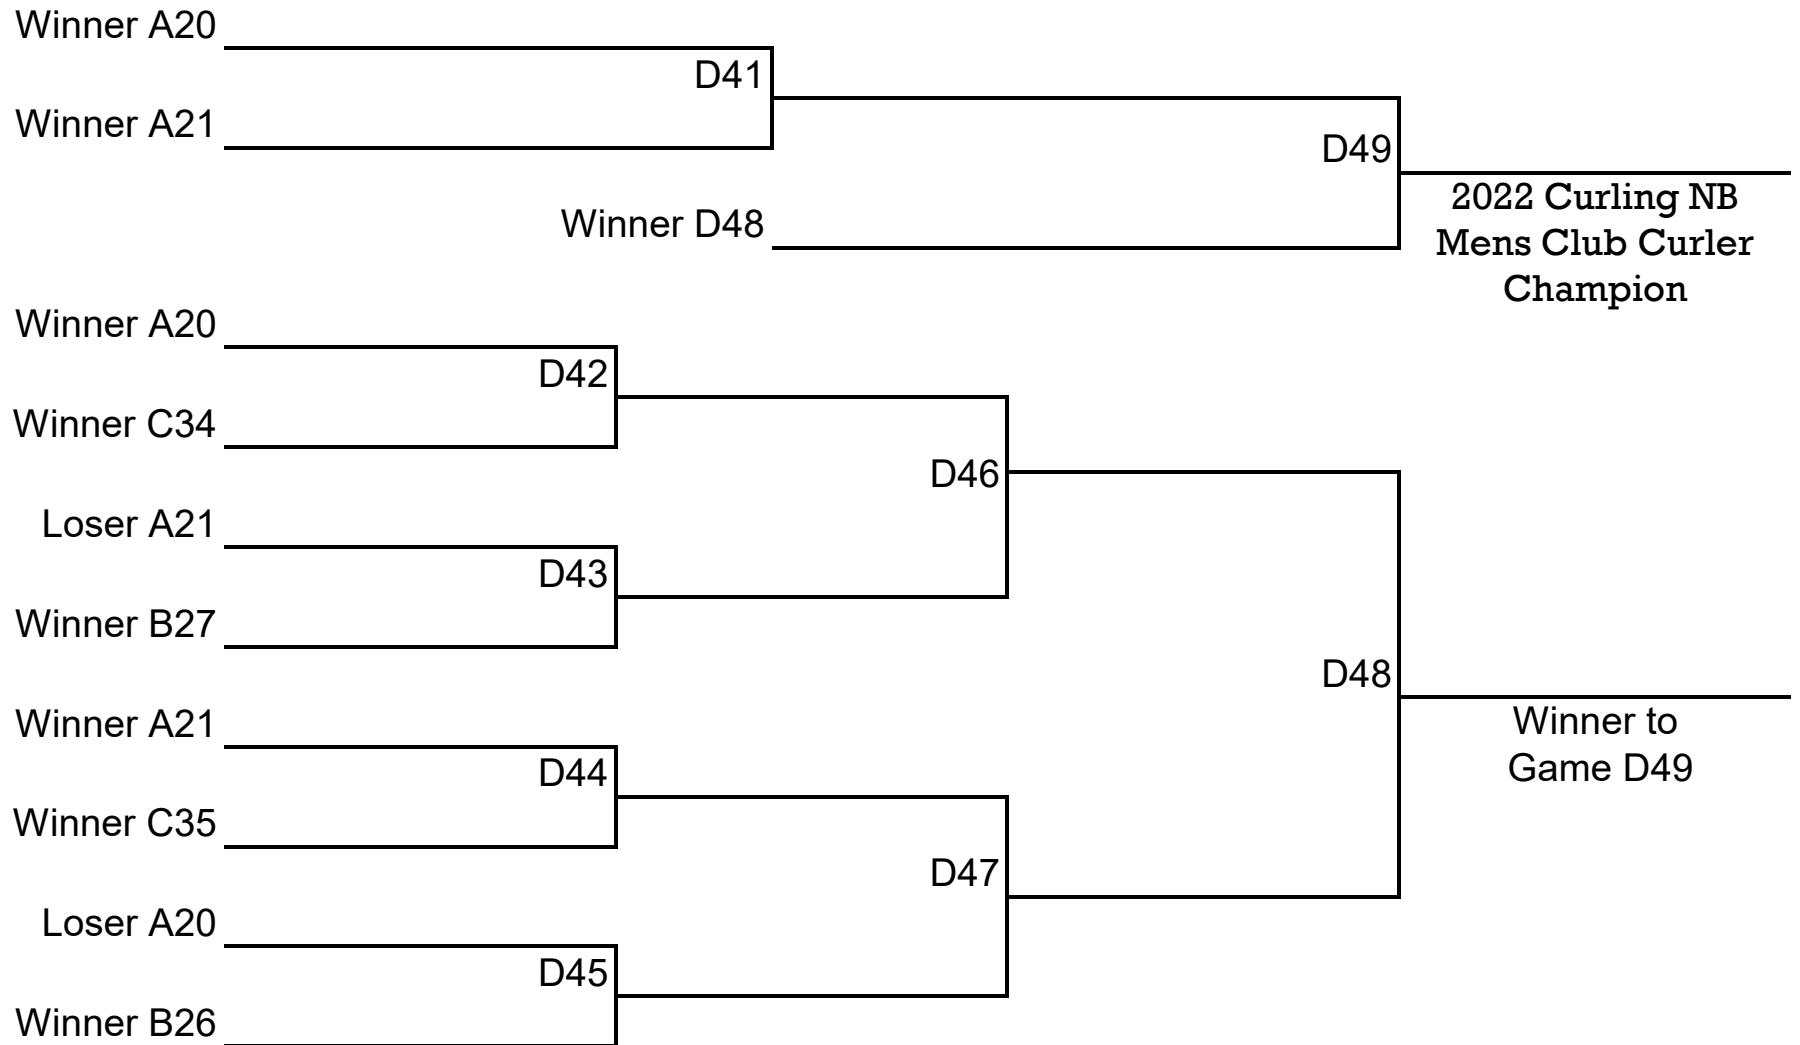 Winner A20
D41
Winner A21
D49
2022 Curling NB
Mens Club Curler
Champion
Winner D48
Winner A20
D42
Winner C34
D46
Loser A21
D43
Winner B27
D48
Winner to
Game D49
Winner A21
D44
Winner C35
D47
Loser A20
D45
Winner B26